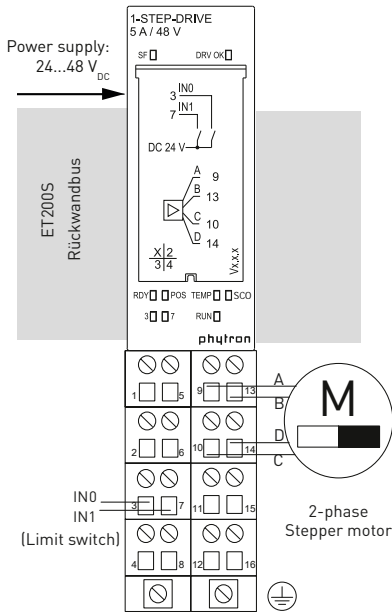 1-STEP-DRIVE
5 A / 48 V
Power supply:
24...48 V DC
SF DRV OK
3 IN0
7 IN1
DC 24 V
A 9
B 13
C 10
D 14
X 2
3 4
Vx.x.x
ET200S
Rückwandbus
RDY POS TEMP SCO
3 7 RUN
phytron
1 5 9 13
A
B
M
2 6 10 14
D
C
IN0
IN1
3 7 11 15
(Limit switch)
2-phase
Stepper motor
4 8 12 16